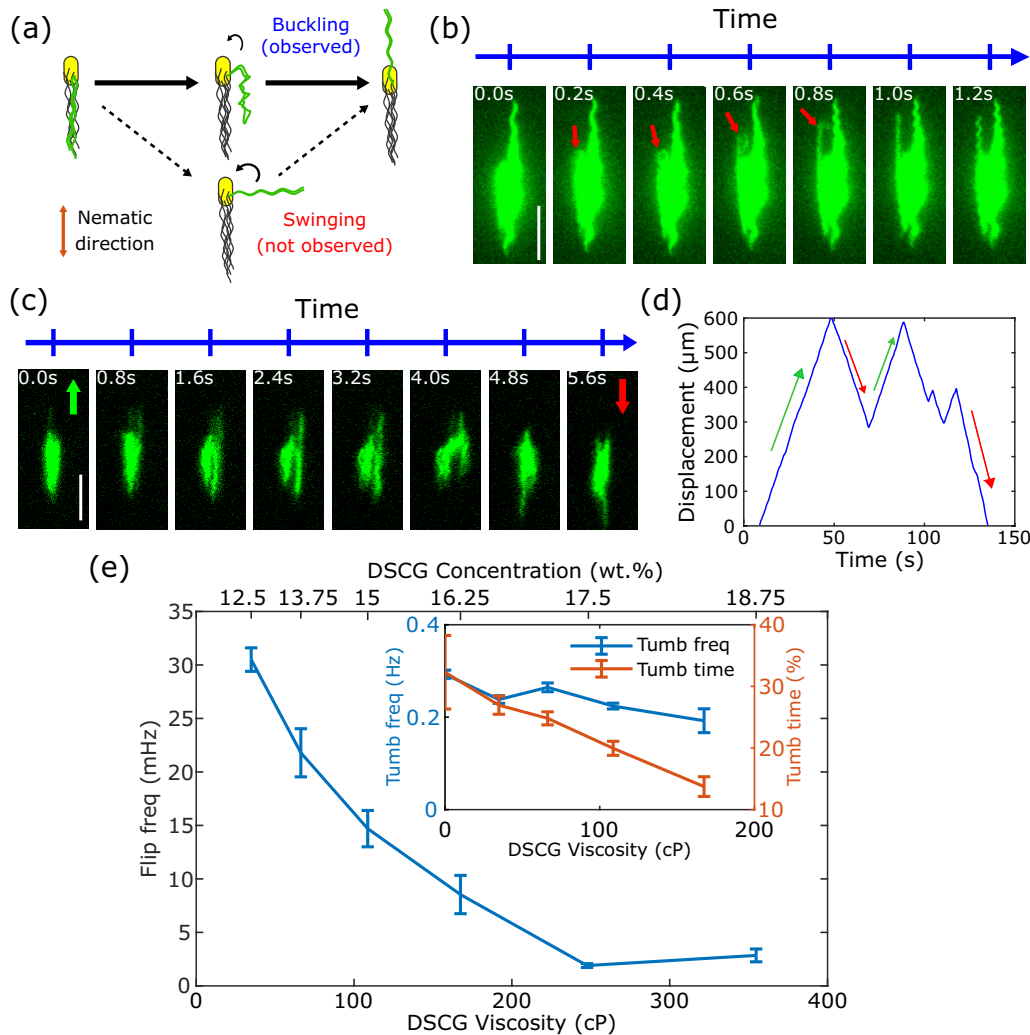 (a)
Buckling
(observed)
Nematic
direction
Swinging
(not observed)
(b)
Time
0.0s 0.2s 0.4s 0.6s 0.8s 1.0s 1.2s
(c)
Time
0.0s 0.8s 1.6s 2.4s 3.2s 4.0s 4.8s 5.6s
(d)
600
500
400
300
200
100
0
Displacement (μm)
0 50 100 150
Time (s)
(e)
DSCG Concentration (wt.%)
12.5 13.75 15 16.25 17.5 18.75
35
30
25
20
15
10
5
0
Flip freq (mHz)
0 100 200 300 400
DSCG Viscosity (cP)
0.4
0.2
0
Tumb freq (Hz)
Tumb freq
Tumb time
40
30
20
10
Tumb time (%)
0 100 200
DSCG Viscosity (cP)